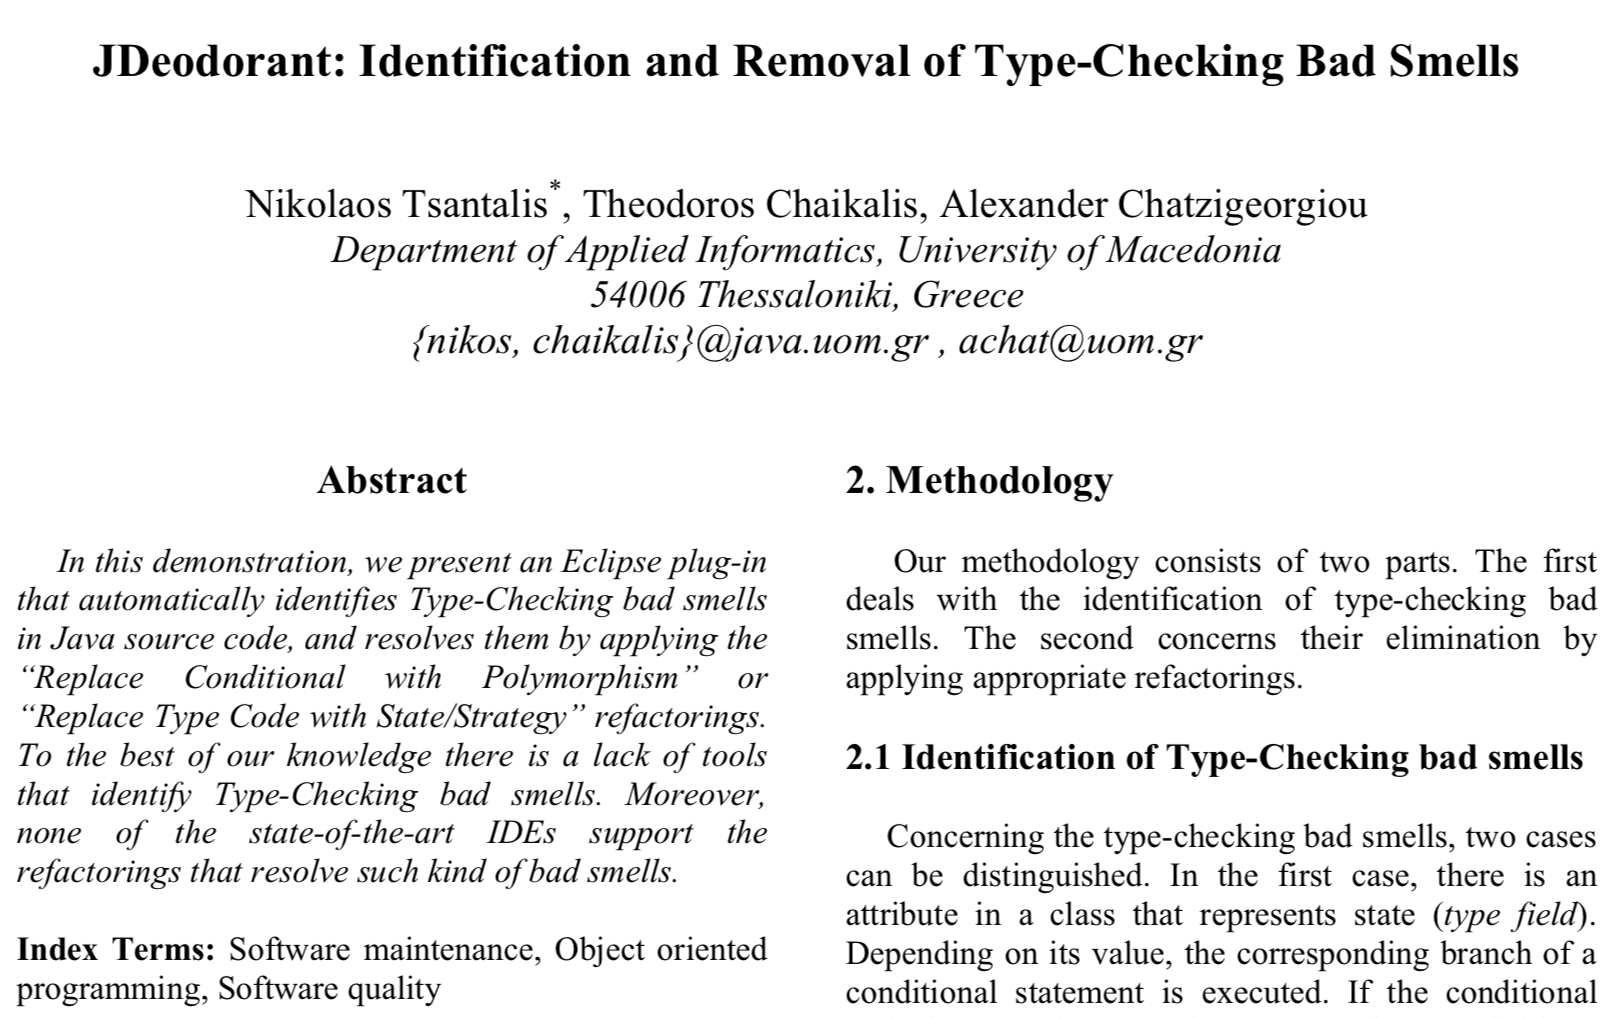 JDeodorant: Identification and Removal of Type-Checking Bad Smells
Nikolaos Tsantalis*, Theodoros Chaikalis, Alexander Chatzigeorgiou
Department of Applied Informatics, University of Macedonia
54006 Thessaloniki, Greece
{nikos, chaikalis}@java.uom.gr , achat@uom.gr
Abstract
In this demonstration, we present an Eclipse plug-in
that automatically identifies Type-Checking bad smells
in Java source code, and resolves them by applying the
“Replace Conditional with Polymorphism” or
“Replace Type Code with State/Strategy” refactorings.
To the best of our knowledge there is a lack of tools
that identify Type-Checking bad smells. Moreover,
none of the state-of-the-art IDEs support the
refactorings that resolve such kind of bad smells.
Index Terms: Software maintenance, Object oriented
programming, Software quality
2. Methodology
Our methodology consists of two parts. The first
deals with the identification of type-checking bad
smells. The second concerns their elimination by
applying appropriate refactorings.
2.1 Identification of Type-Checking bad smells
Concerning the type-checking bad smells, two cases
can be distinguished. In the first case, there is an
attribute in a class that represents state (type field).
Depending on its value, the corresponding branch of a
conditional statement is executed. If the conditional